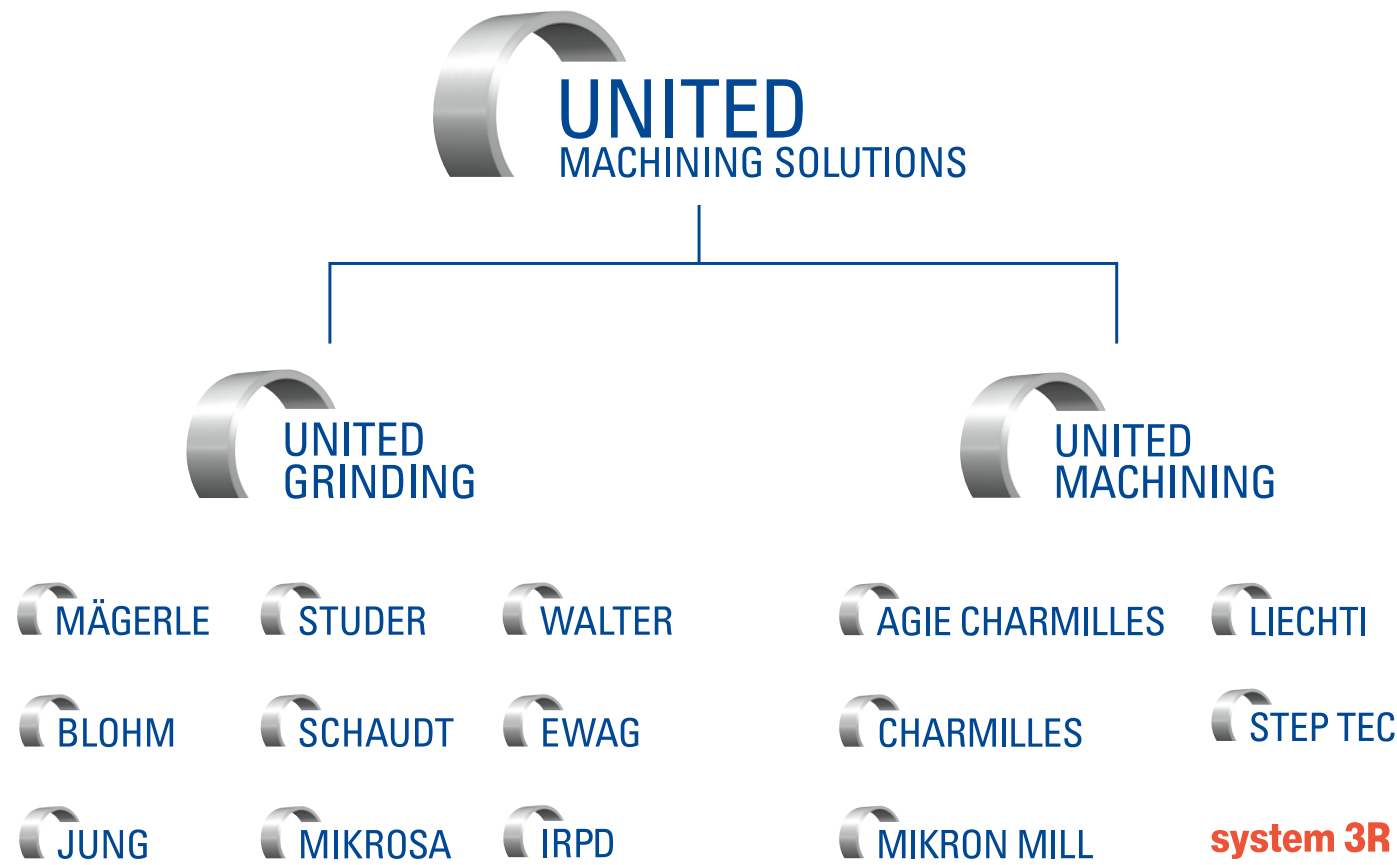 UNITED
MACHINING SOLUTIONS
UNITED
GRINDING
UNITED
MACHINING
MÄGERLE
STUDER
WALTER
BLOHM
SCHAUDT
EWAG
JUNG
MIKROSA
IRPD
AGIE CHARMILLES
LIECHTI
CHARMILLES
STEP TEC
MIKRON MILL
system 3R